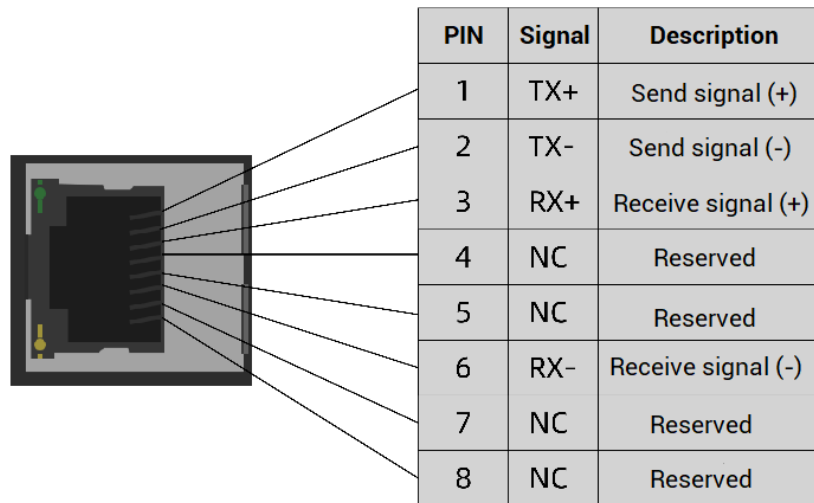 PIN Signal Description
1 TX+ Send signal (+)
2 TX- Send signal (-)
3 RX+ Receive signal (+)
4 NC Reserved
5 NC Reserved
6 RX- Receive signal (-)
7 NC Reserved
8 NC Reserved